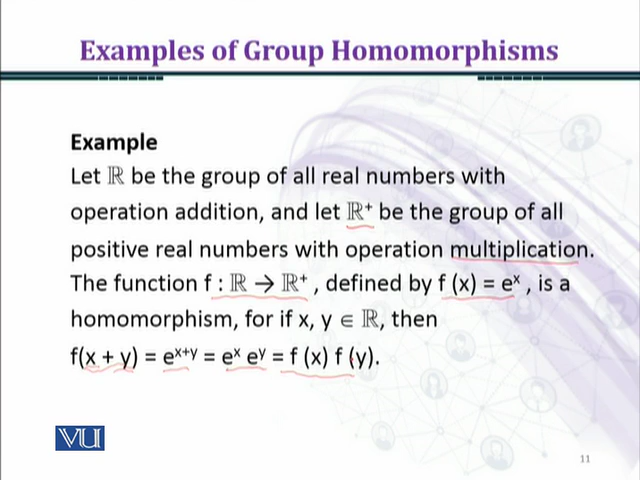 Examples of Group Homomorphisms
Example
Let ℝ be the group of all real numbers with
operation addition, and let ℝ⁺ be the group of all
positive real numbers with operation multiplication.
The function f : ℝ → ℝ⁺ , defined by f (x) = eˣ , is a
homomorphism, for if x, y ∈ ℝ, then
f(x + y) = eˣ⁺ʸ = eˣ eʸ = f (x) f (y).
VU
11